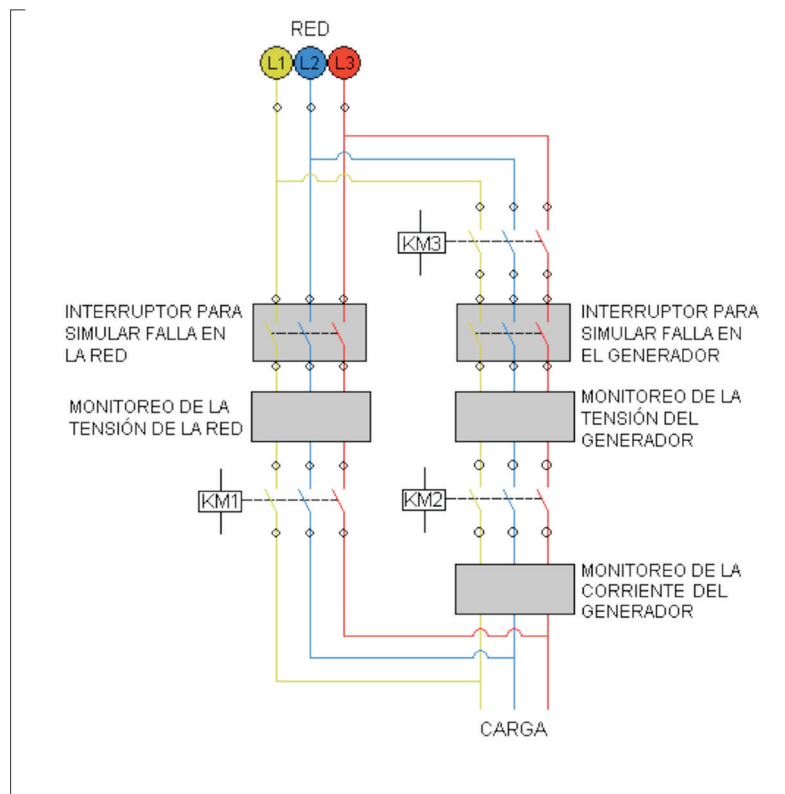 RED
L1 L2 L3
KM3
INTERRUPTOR PARA
SIMULAR FALLA EN
LA RED
INTERRUPTOR PARA
SIMULAR FALLA EN
EL GENERADOR
MONITOREO DE LA
TENSIÓN DE LA RED
MONITOREO DE LA
TENSIÓN DEL
GENERADOR
KM1
KM2
MONITOREO DE LA
CORRIENTE DEL
GENERADOR
CARGA